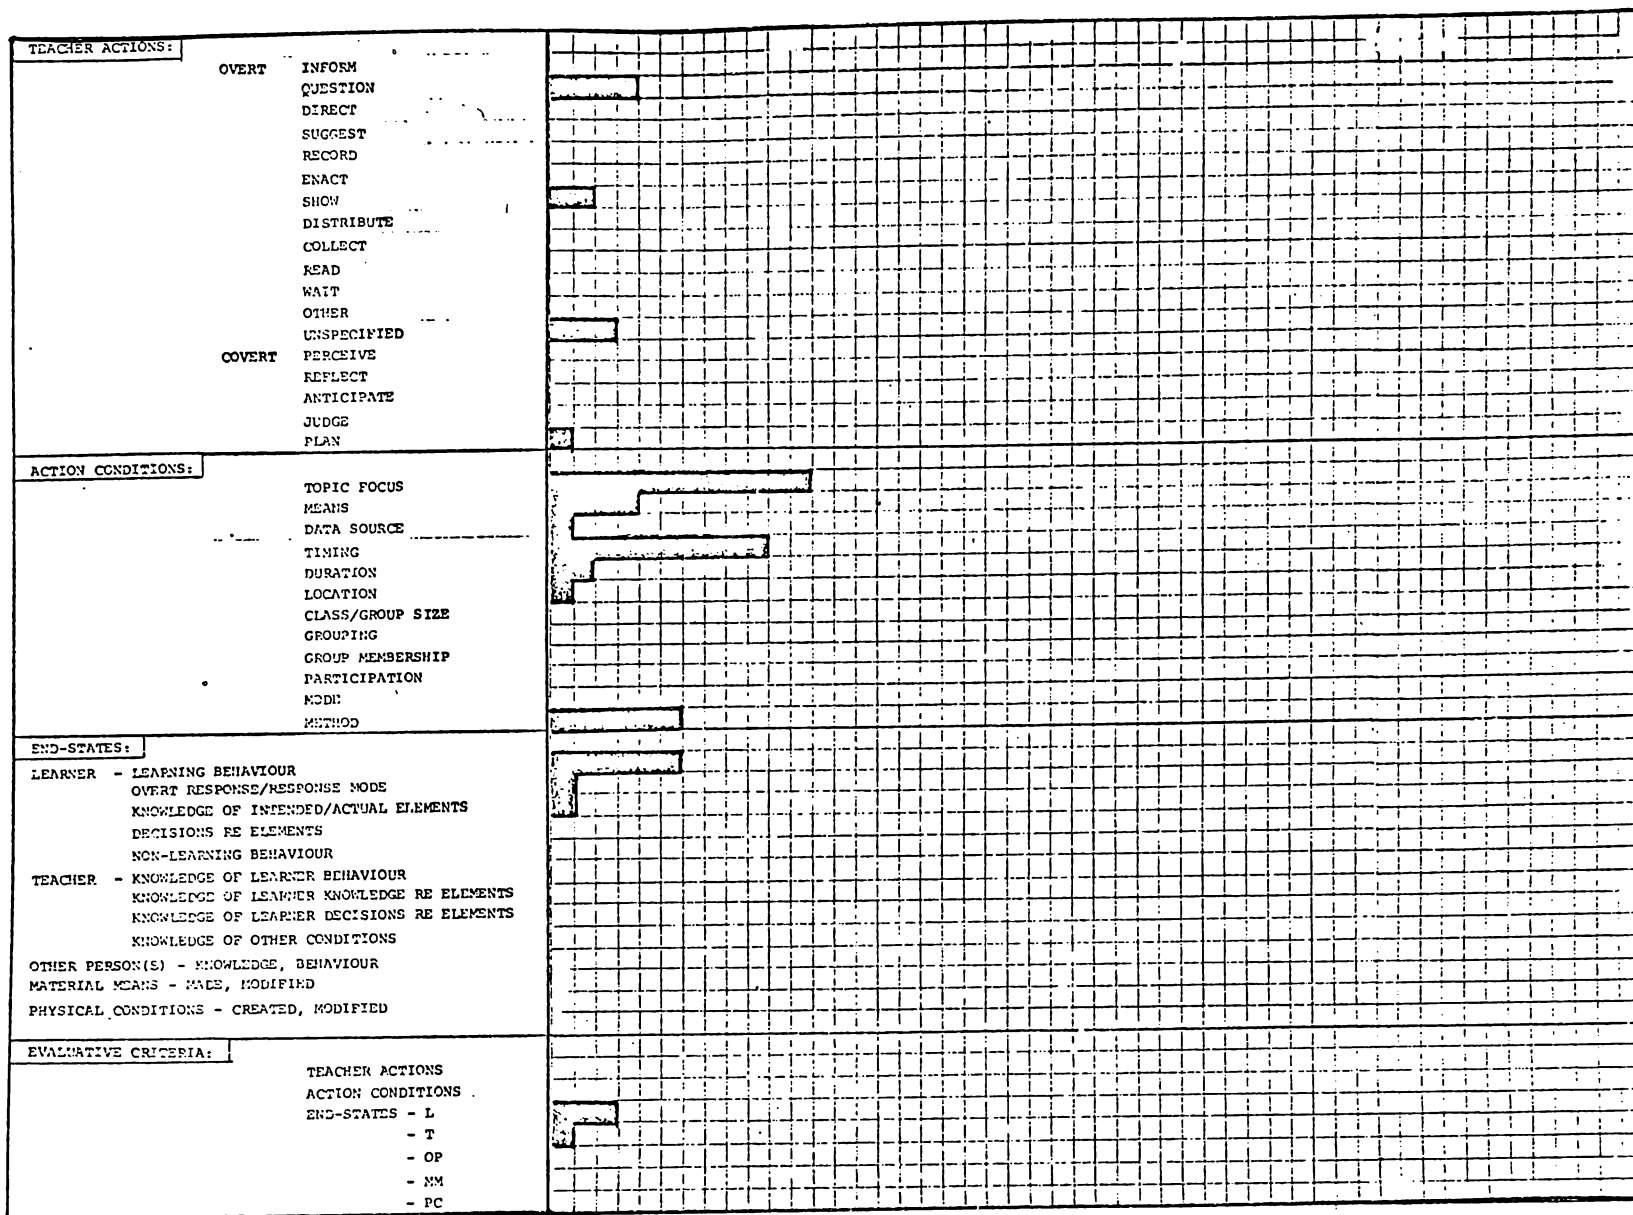 TEACHER ACTIONS:
OVERT INFORM
QUESTION
DIRECT
SUGGEST
RECORD
ENACT
SHOW
DISTRIBUTE
COLLECT
READ
WAIT
OTHER
UNSPECIFIED
COVERT PERCEIVE
REFLECT
ANTICIPATE
JUDGE
PLAN
ACTION CONDITIONS:
TOPIC FOCUS
MEANS
DATA SOURCE
TIMING
DURATION
LOCATION
CLASS/GROUP SIZE
GROUPING
GROUP MEMBERSHIP
PARTICIPATION
MODE
METHOD
END-STATES:
LEARNER - LEARNING BEHAVIOUR
OVERT RESPONSE/RESPONSE MODE
KNOWLEDGE OF INTENDED/ACTUAL ELEMENTS
DECISIONS RE ELEMENTS
NON-LEARNING BEHAVIOUR
TEACHER - KNOWLEDGE OF LEARNER BEHAVIOUR
KNOWLEDGE OF LEARNER KNOWLEDGE RE ELEMENTS
KNOWLEDGE OF LEARNER DECISIONS RE ELEMENTS
KNOWLEDGE OF OTHER CONDITIONS
OTHER PERSON(S) - KNOWLEDGE, BEHAVIOUR
MATERIAL MEANS - MADE, MODIFIED
PHYSICAL CONDITIONS - CREATED, MODIFIED
EVALUATIVE CRITERIA:
TEACHER ACTIONS
ACTION CONDITIONS
END-STATES - L
- T
- OP
- MM
- PC